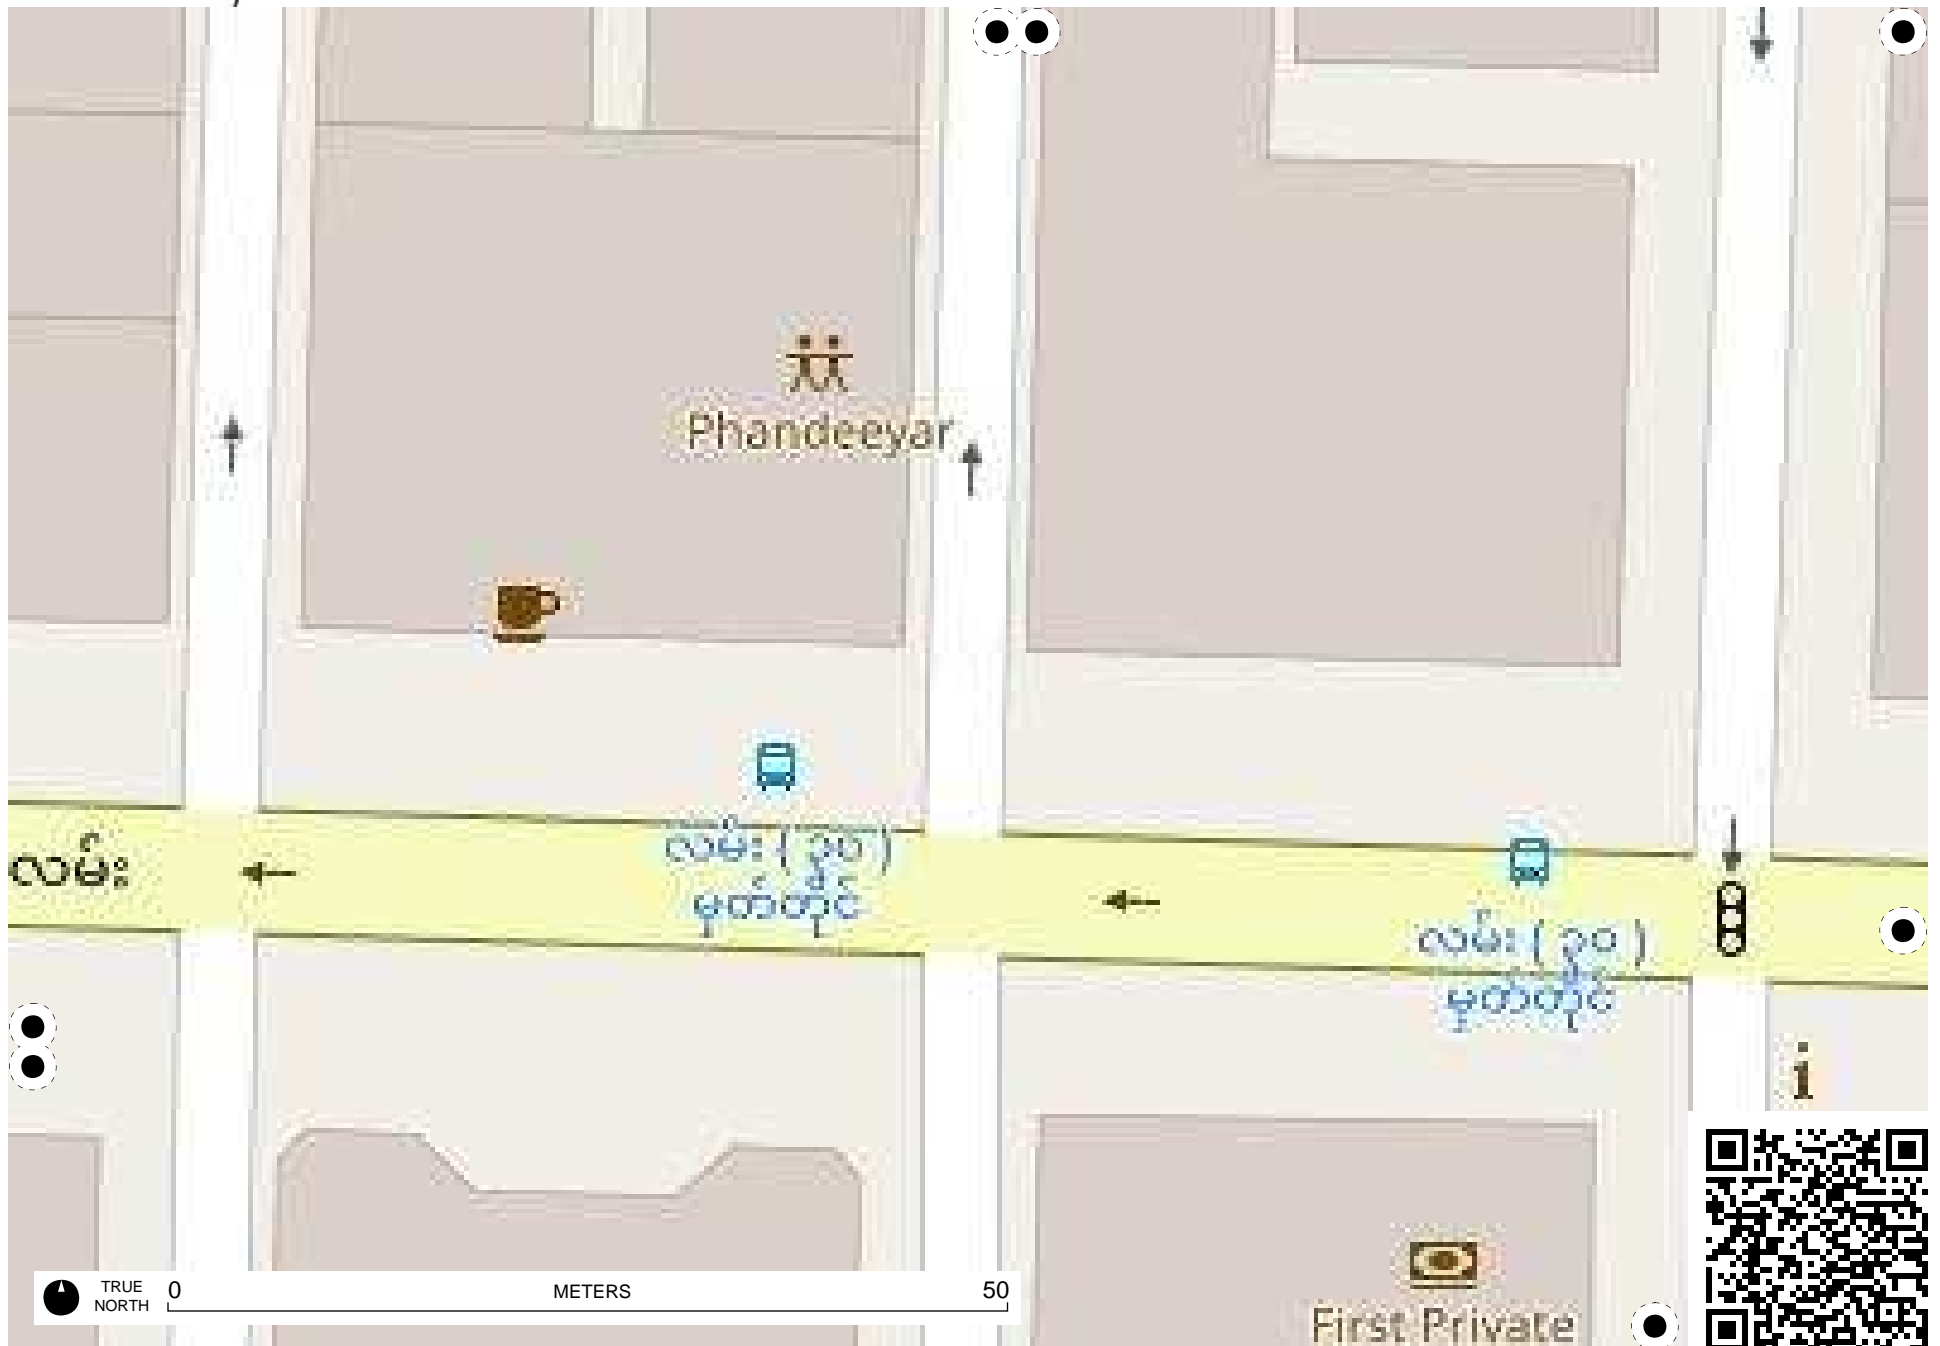 Phandeeyar
လမ်း
လမ်း ( ၃၀ )
မှတ်တိုင်
လမ်း ( ၃၀ )
မှတ်တိုင်
TRUE
NORTH
0
METERS
50
First Private